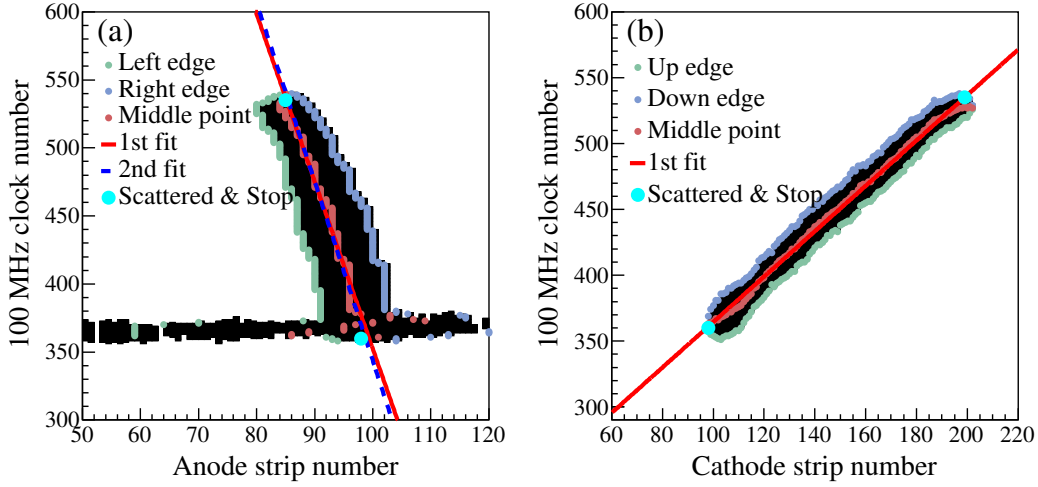 (a)
Left edge
Right edge
Middle point
1st fit
2nd fit
Scattered & Stop
100 MHz clock number
600
550
500
450
400
350
300
50 60 70 80 90 100 110 120
Anode strip number
(b)
Up edge
Down edge
Middle point
1st fit
Scattered & Stop
100 MHz clock number
600
550
500
450
400
350
300
60 80 100 120 140 160 180 200 220
Cathode strip number